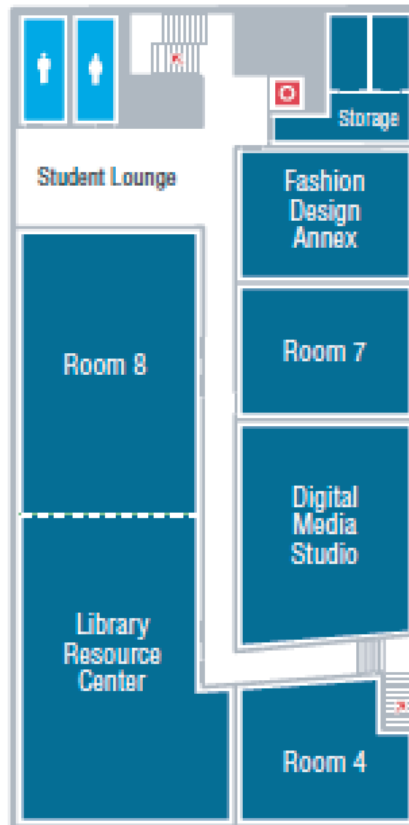 Storage
Student Lounge
Fashion
Design
Annex
Room 8
Room 7
Digital
Media
Studio
Library
Resource
Center
Room 4